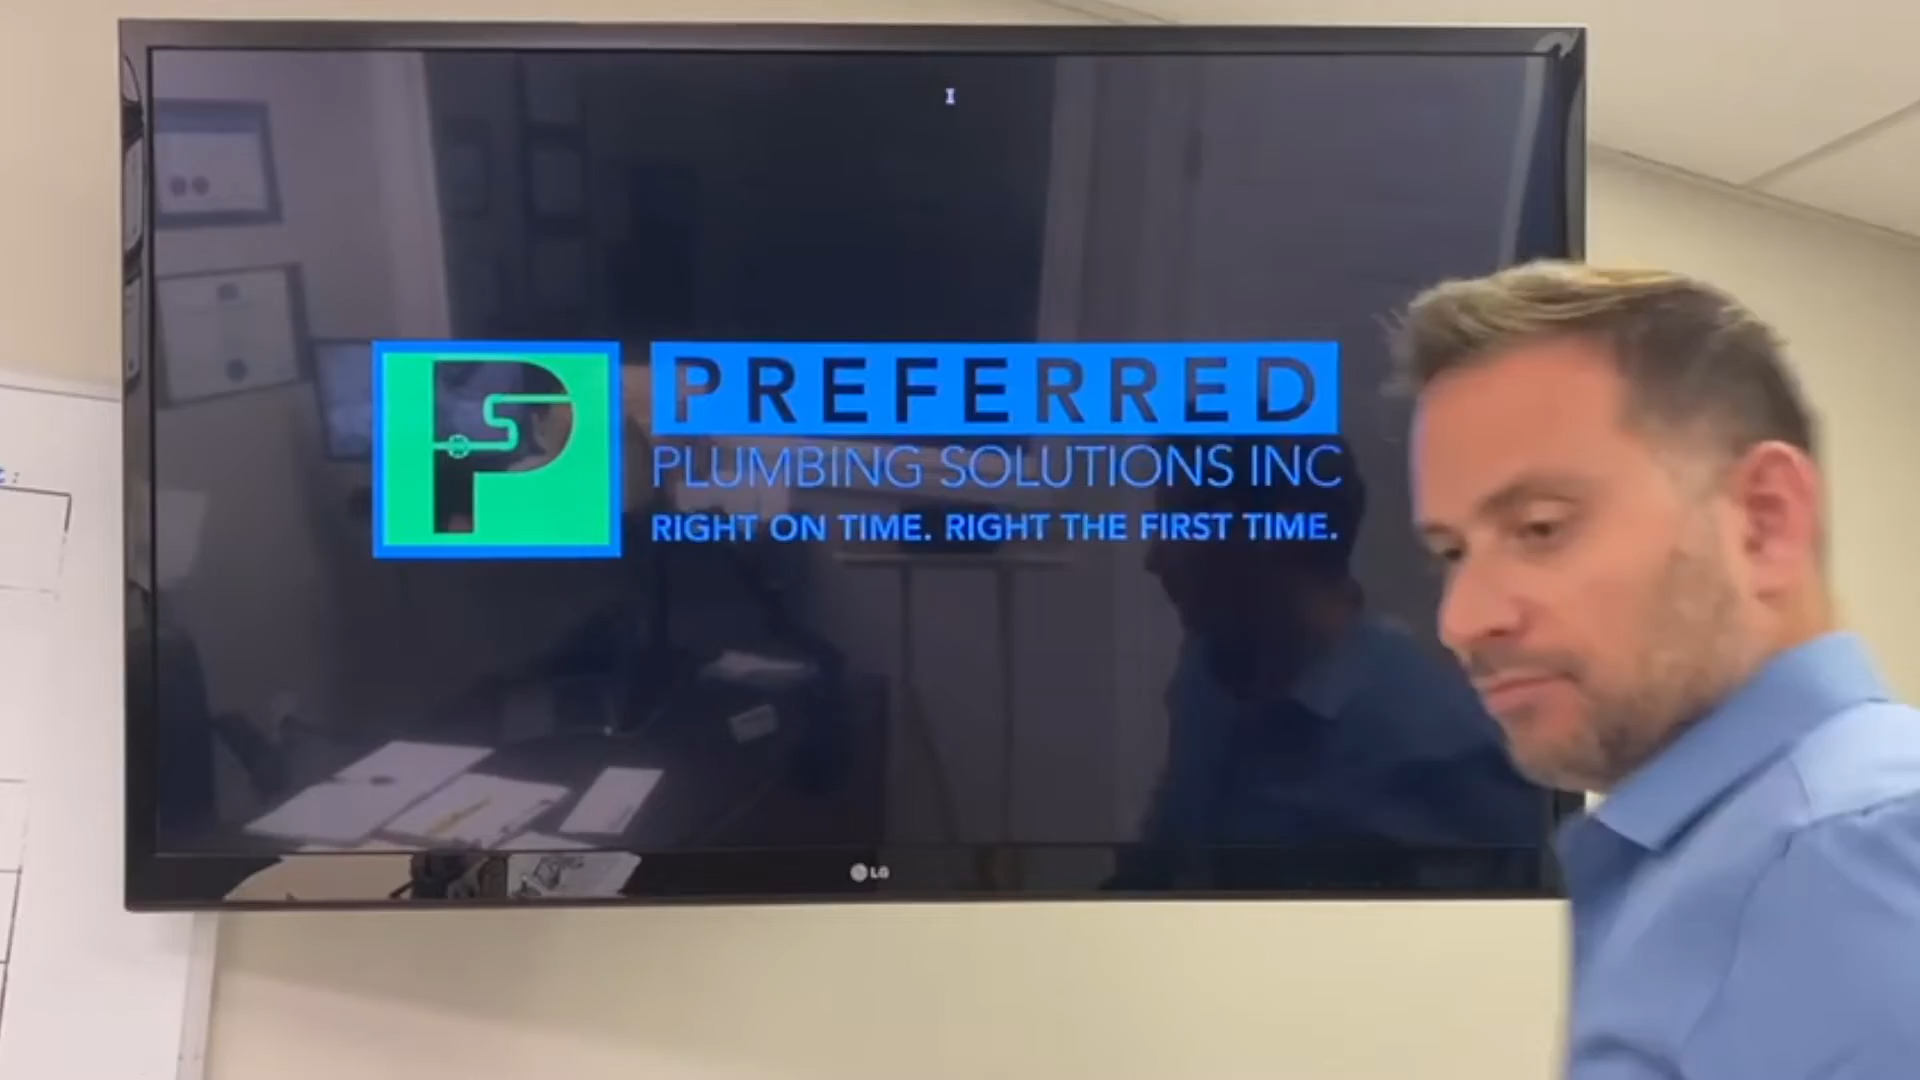 PREFERRED
PLUMBING SOLUTIONS INC
RIGHT ON TIME. RIGHT THE FIRST TIME.
LG